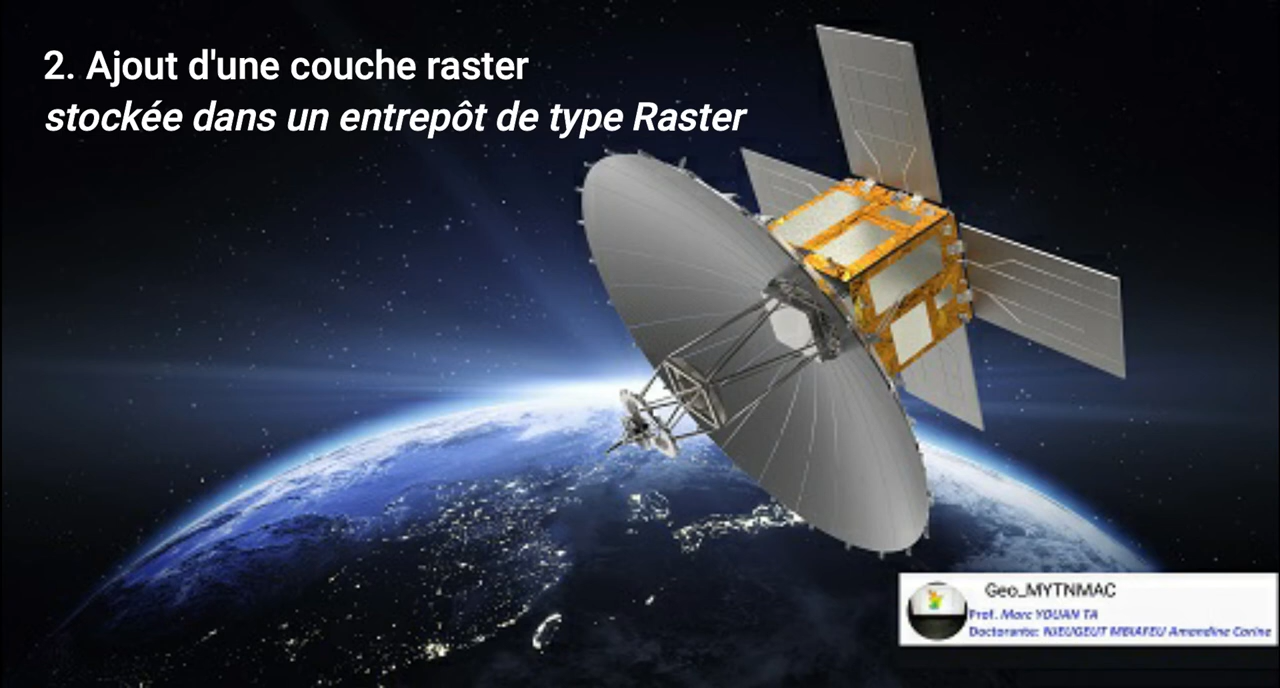 2. Ajout d'une couche raster
stockée dans un entrepôt de type Raster
Geo_MYTNMAC
Prof. Marc YOUAN TA
Doctorante: NJEUGEUT MBIAFEU Amandine Carine